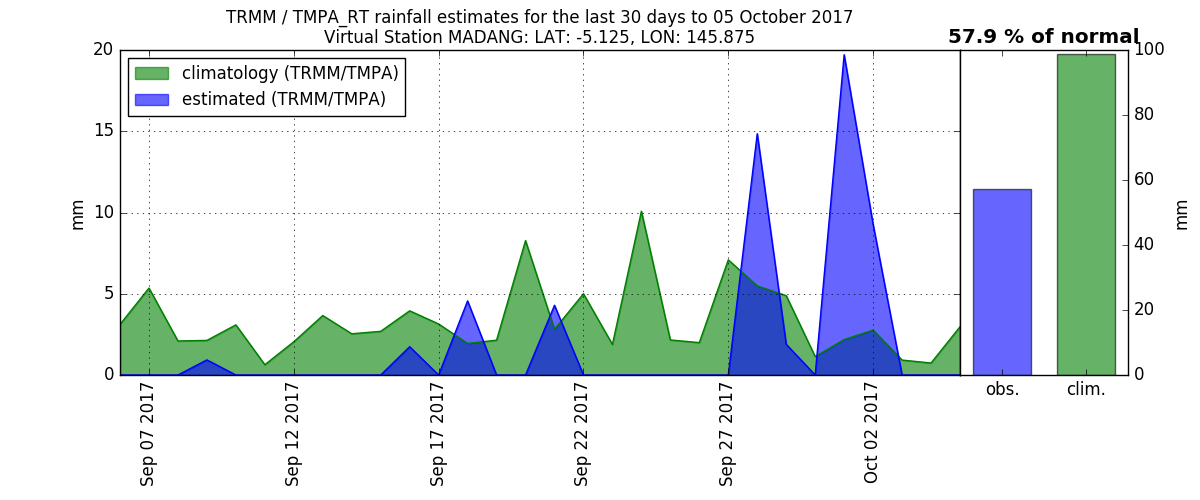 TRMM / TMPA_RT rainfall estimates for the last 30 days to 05 October 2017
Virtual Station MADANG: LAT: -5.125, LON: 145.875
57.9 % of normal
climatology (TRMM/TMPA)
estimated (TRMM/TMPA)
20
15
10
5
0
mm
Sep 07 2017
Sep 12 2017
Sep 17 2017
Sep 22 2017
Sep 27 2017
Oct 02 2017
obs.
clim.
100
80
60
40
20
0
mm